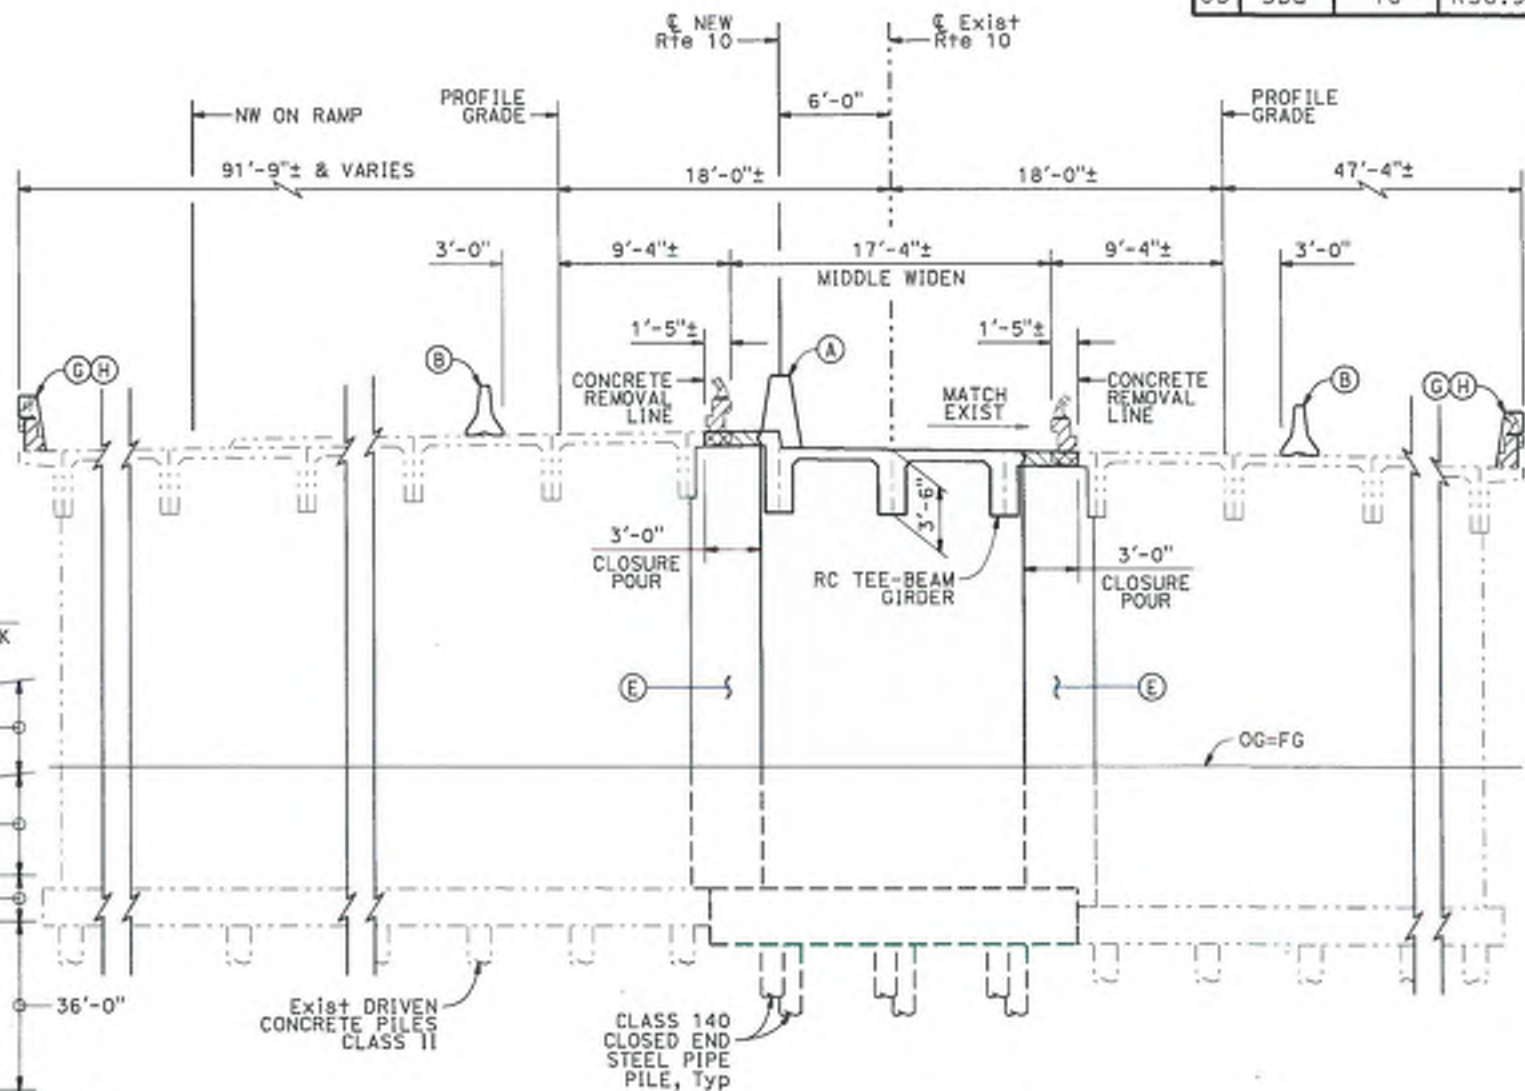 ℄ NEW
Rte 10
℄ Exist
Rte 10
6'-0"
NW ON RAMP
PROFILE
GRADE
PROFILE
GRADE
91'-9"± & VARIES
18'-0"±
18'-0"±
47'-4"±
3'-0"
9'-4"±
17'-4"±
9'-4"±
3'-0"
MIDDLE WIDEN
1'-5"±
1'-5"±
A
B
G H
CONCRETE
REMOVAL
LINE
MATCH
EXIST
CONCRETE
REMOVAL
LINE
B
G H
3'-6"
3'-0"
CLOSURE
POUR
RC TEE-BEAM
GIRDER
3'-0"
CLOSURE
POUR
K
E
E
OG=FG
36'-0"
Exist DRIVEN
CONCRETE PILES
CLASS II
CLASS 140
CLOSED END
STEEL PIPE
PILE, Typ